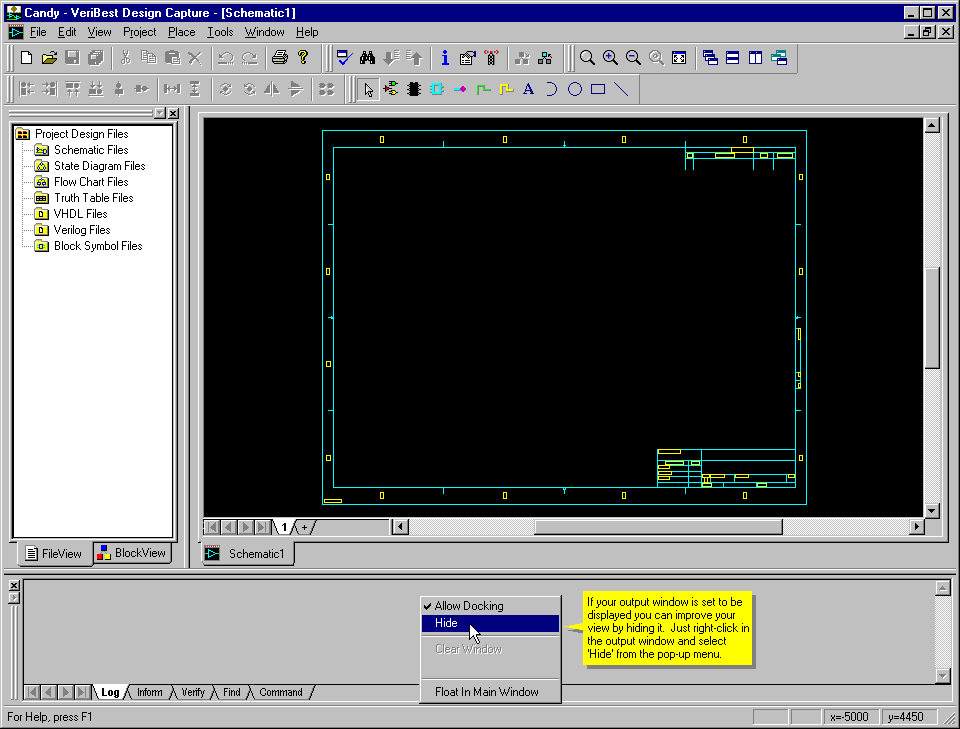 Candy - VeriBest Design Capture - [Schematic1]
File Edit View Project Place Tools Window Help
Project Design Files
Schematic Files
State Diagram Files
Flow Chart Files
Truth Table Files
VHDL Files
Verilog Files
Block Symbol Files
1 +
FileView BlockView
Schematic1
Allow Docking
Hide
Clear Window
Float In Main Window
If your output window is set to be
displayed you can improve your
view by hiding it. Just right-click in
the output window and select
'Hide' from the pop-up menu.
Log Inform Verify Find Command
For Help, press F1
x=-5000 y=4450